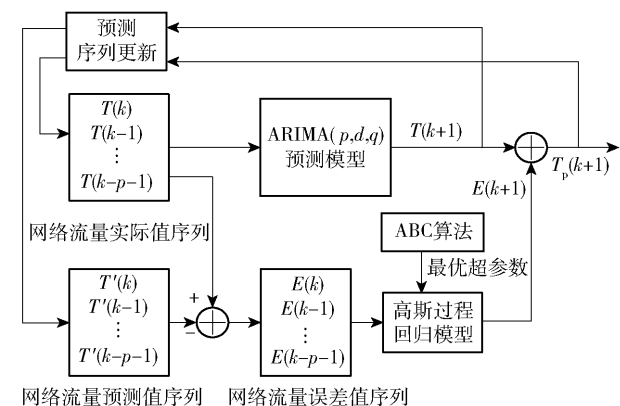 预测
序列更新
T(k)
T(k-1)
⋮
T(k-p-1)
ARIMA(p,d,q)
预测模型
T(k+1)
Tp(k+1)
E(k+1)
网络流量实际值序列
ABC算法
最优超参数
T′(k)
T′(k-1)
⋮
T′(k-p-1)
+
−
E(k)
E(k-1)
⋮
E(k-p-1)
高斯过程
回归模型
网络流量预测值序列
网络流量误差值序列